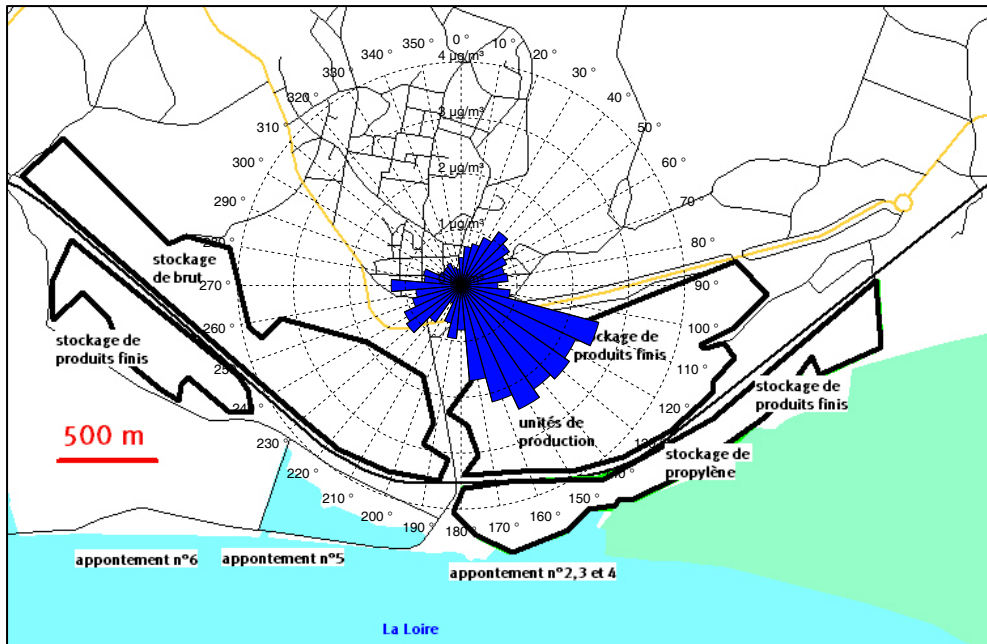 0 °
10 °
20 °
30 °
40 °
50 °
60 °
70 °
80 °
90 °
100 °
110 °
120 °
130 °
150 °
160 °
170 °
180 °
190 °
200 °
210 °
220 °
230 °
240 °
260 °
270 °
280 °
290 °
300 °
310 °
320 °
330 °
340 °
350 °
4 µg/m³
3 µg/m³
2 µg/m³
1 µg/m³
stockage
de brut
stockage de
produits finis
ckage de
produits finis
stockage de
produits finis
unités de
production
stockage de
propylène
500 m
appontement n°6
appontement n°5
appontement n°2,3 et 4
La Loire